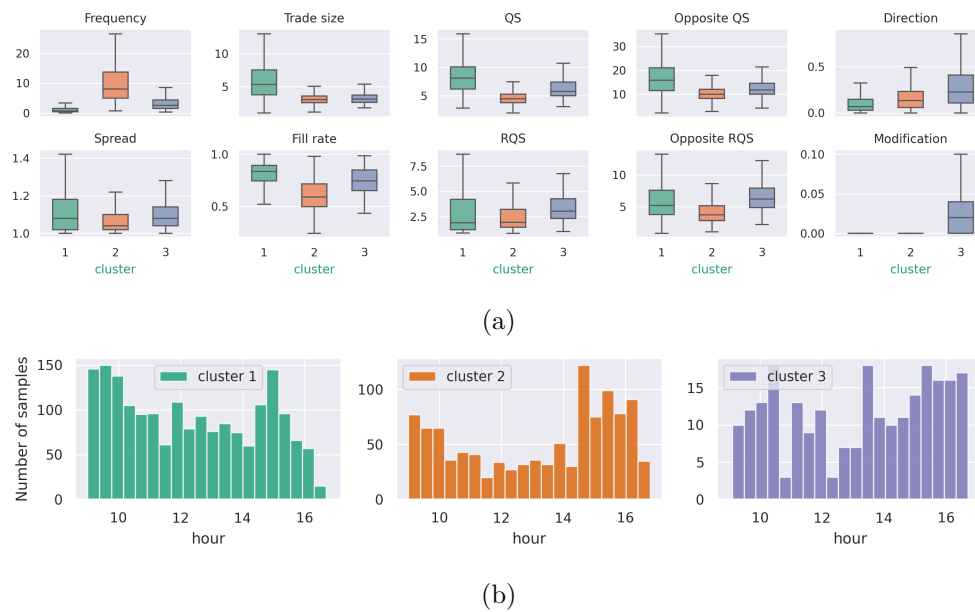 Frequency Trade size QS Opposite QS Direction
20
10
0
10
5
15
10
5
30
20
10
0.5
0.0
Spread Fill rate RQS Opposite RQS Modification
1.4
1.2
1.0
1.0
0.5
7.5
5.0
2.5
10
5
0.10
0.05
0.00
1 2 3 1 2 3 1 2 3 1 2 3 1 2 3
cluster cluster cluster cluster cluster
(a)
Number of samples
150
100
50
0
cluster 1
10 12 14 16
hour
100
50
0
cluster 2
10 12 14 16
hour
15
10
5
0
cluster 3
10 12 14 16
hour
(b)